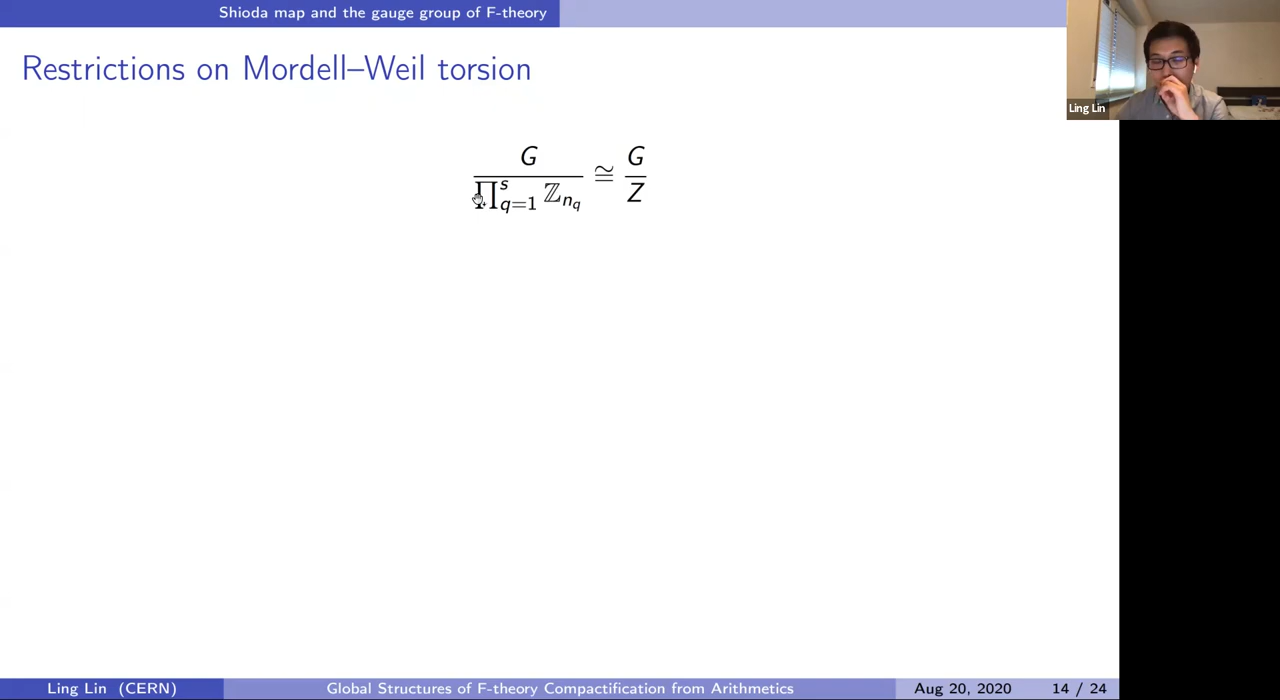 Shioda map and the gauge group of F-theory
Restrictions on Mordell–Weil torsion
G / ∏_{q=1}^{s} ℤ_{n_q} ≅ G / Z
Ling Lin
Ling Lin (CERN) Global Structures of F-theory Compactification from Arithmetics Aug 20, 2020 14 / 24